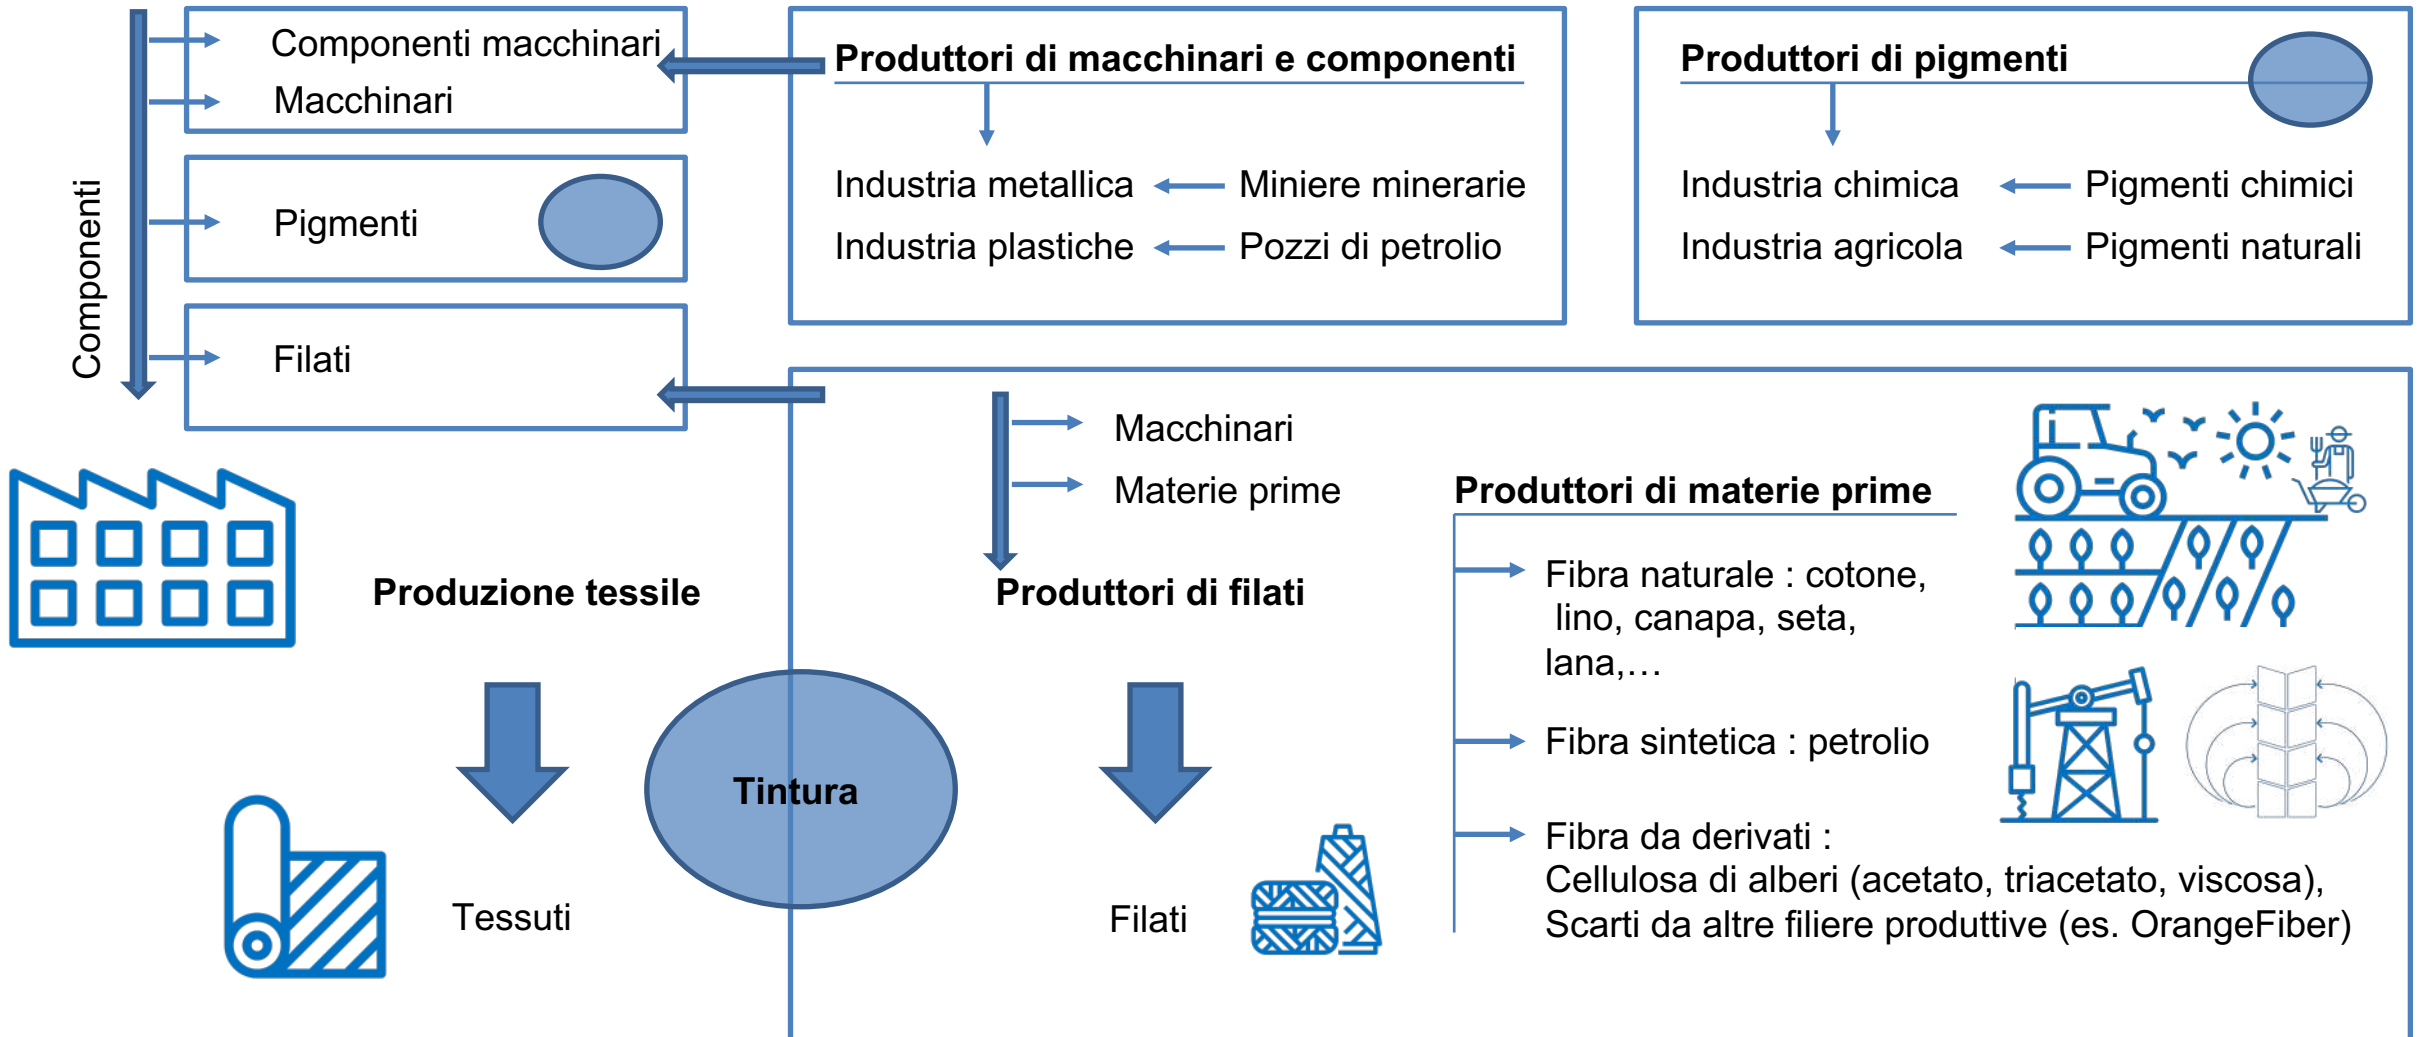 Componenti macchinari
Macchinari
Pigmenti
Filati
Componenti
Produttori di macchinari e componenti
Industria metallica
Miniere minerarie
Industria plastiche
Pozzi di petrolio
Produttori di pigmenti
Industria chimica
Pigmenti chimici
Industria agricola
Pigmenti naturali
Macchinari
Materie prime
Produzione tessile
Produttori di filati
Tintura
Tessuti
Filati
Produttori di materie prime
Fibra naturale : cotone,
lino, canapa, seta,
lana,…
Fibra sintetica : petrolio
Fibra da derivati :
Cellulosa di alberi (acetato, triacetato, viscosa),
Scarti da altre filiere produttive (es. OrangeFiber)